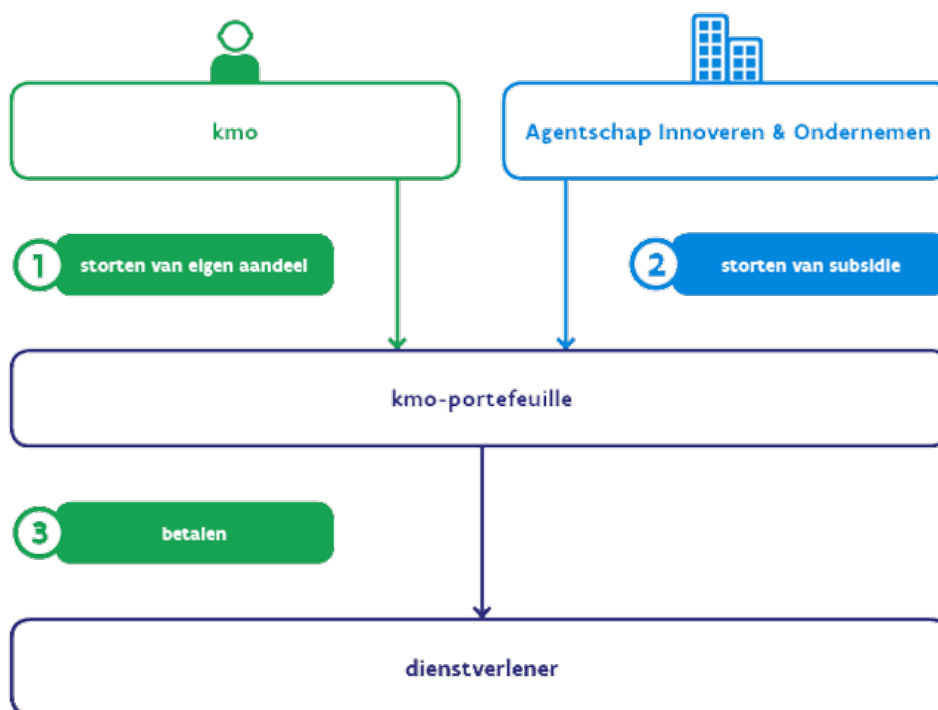 kmo
Agentschap Innoveren & Ondernemen
1 storten van eigen aandeel
2 storten van subsidie
kmo-portefeuille
3 betalen
dienstverlener